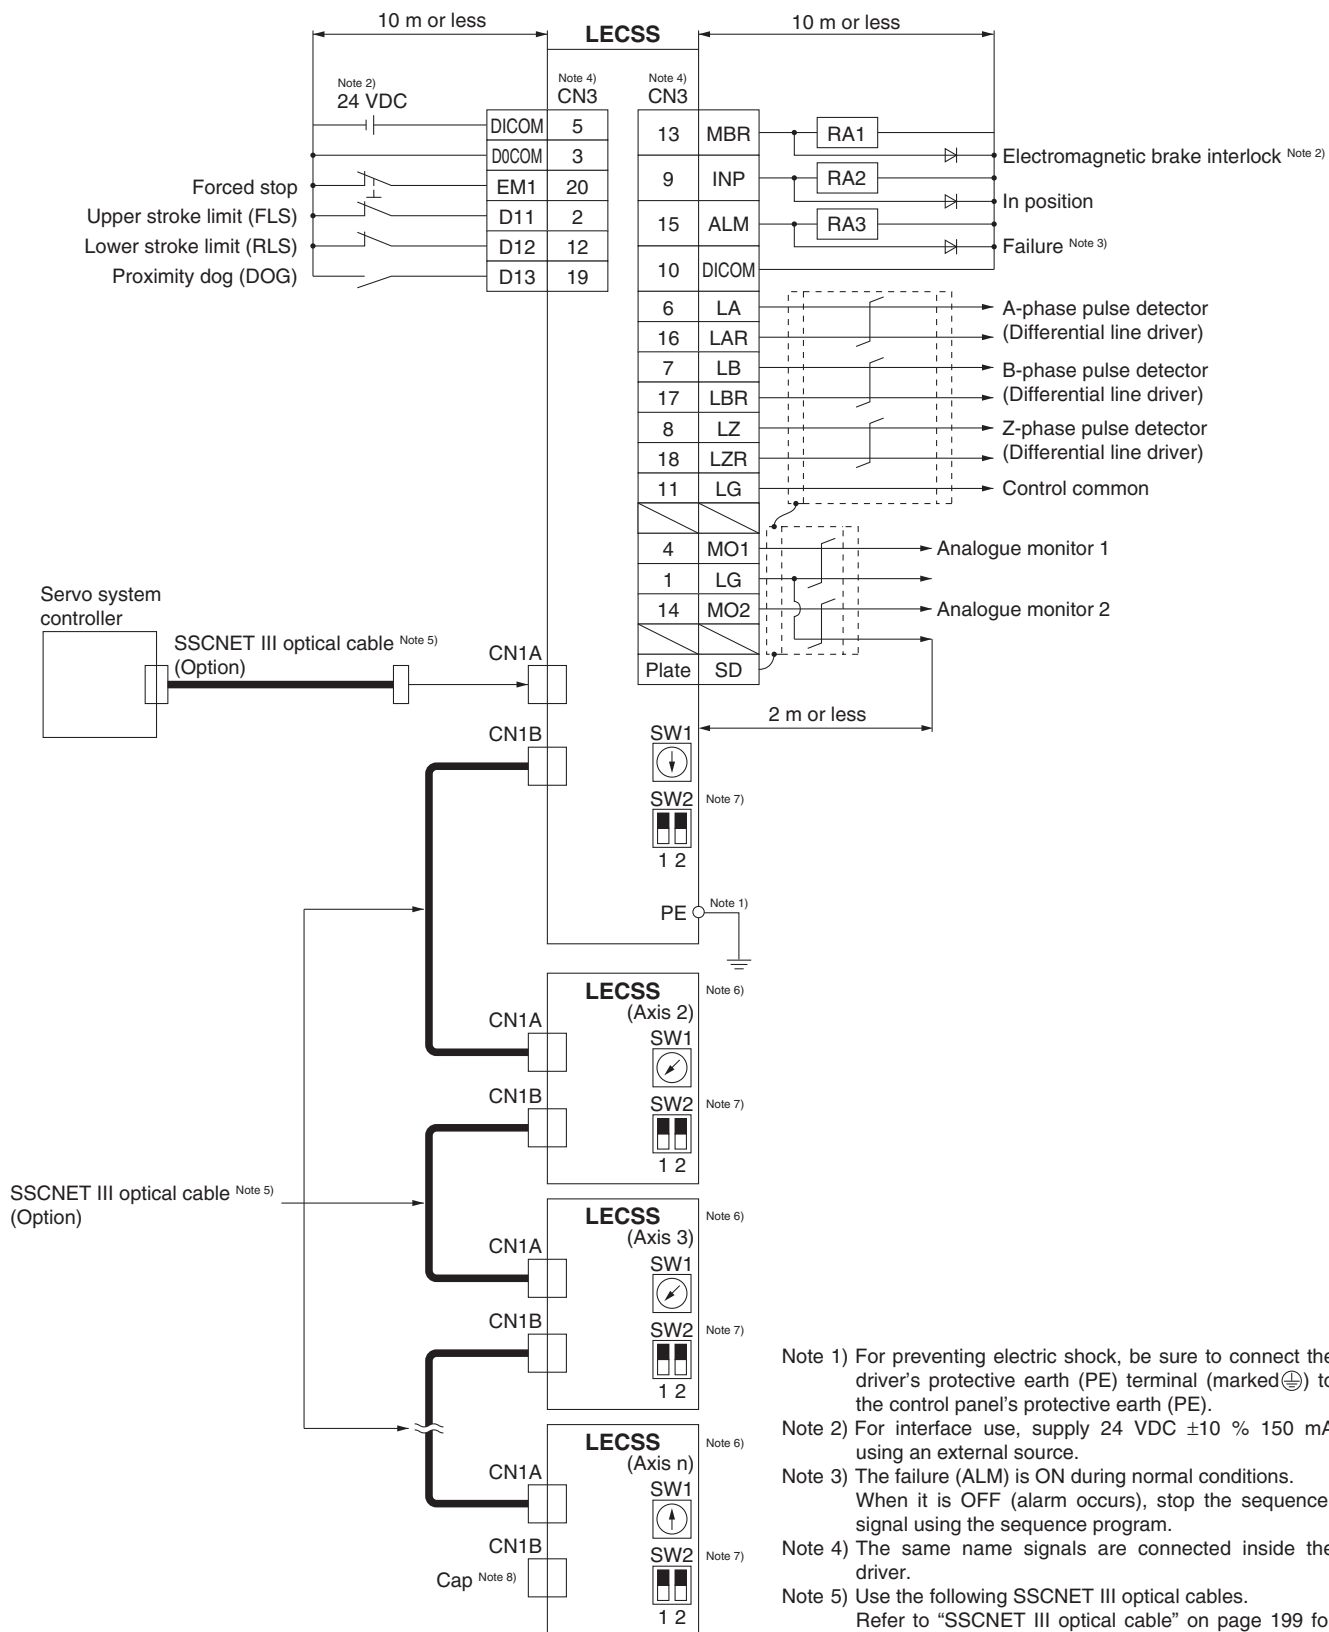 10 m or less
LECSS
10 m or less
Note 2)
24 VDC
Note 4)
CN3
Note 4)
CN3
DICOM 5
D0COM 3
Forced stop EM1 20
Upper stroke limit (FLS) D11 2
Lower stroke limit (RLS) D12 12
Proximity dog (DOG) D13 19
13 MBR RA1
Electromagnetic brake interlock Note 2)
9 INP RA2
In position
15 ALM RA3
Failure Note 3)
10 DICOM
6 LA A-phase pulse detector
16 LAR (Differential line driver)
7 LB B-phase pulse detector
17 LBR (Differential line driver)
8 LZ Z-phase pulse detector
18 LZR (Differential line driver)
11 LG Control common
4 MO1 Analogue monitor 1
1 LG
14 MO2 Analogue monitor 2
Plate SD
2 m or less
Servo system
controller
SSCNET III optical cable Note 5)
(Option)
CN1A
CN1B
SW1
SW2 Note 7)
1 2
PE Note 1)
LECSS Note 6)
(Axis 2)
CN1A
SW1
CN1B
SW2 Note 7)
1 2
SSCNET III optical cable Note 5)
(Option)
LECSS Note 6)
(Axis 3)
CN1A
SW1
CN1B
SW2 Note 7)
1 2
LECSS Note 6)
(Axis n)
CN1A
SW1
CN1B
Cap Note 8)
SW2 Note 7)
1 2
Note 1) For preventing electric shock, be sure to connect the
driver's protective earth (PE) terminal (marked ⏚) to
the control panel's protective earth (PE).
Note 2) For interface use, supply 24 VDC ±10 % 150 mA
using an external source.
Note 3) The failure (ALM) is ON during normal conditions.
When it is OFF (alarm occurs), stop the sequence
signal using the sequence program.
Note 4) The same name signals are connected inside the
driver.
Note 5) Use the following SSCNET III optical cables.
Refer to “SSCNET III optical cable” on page 199 fo